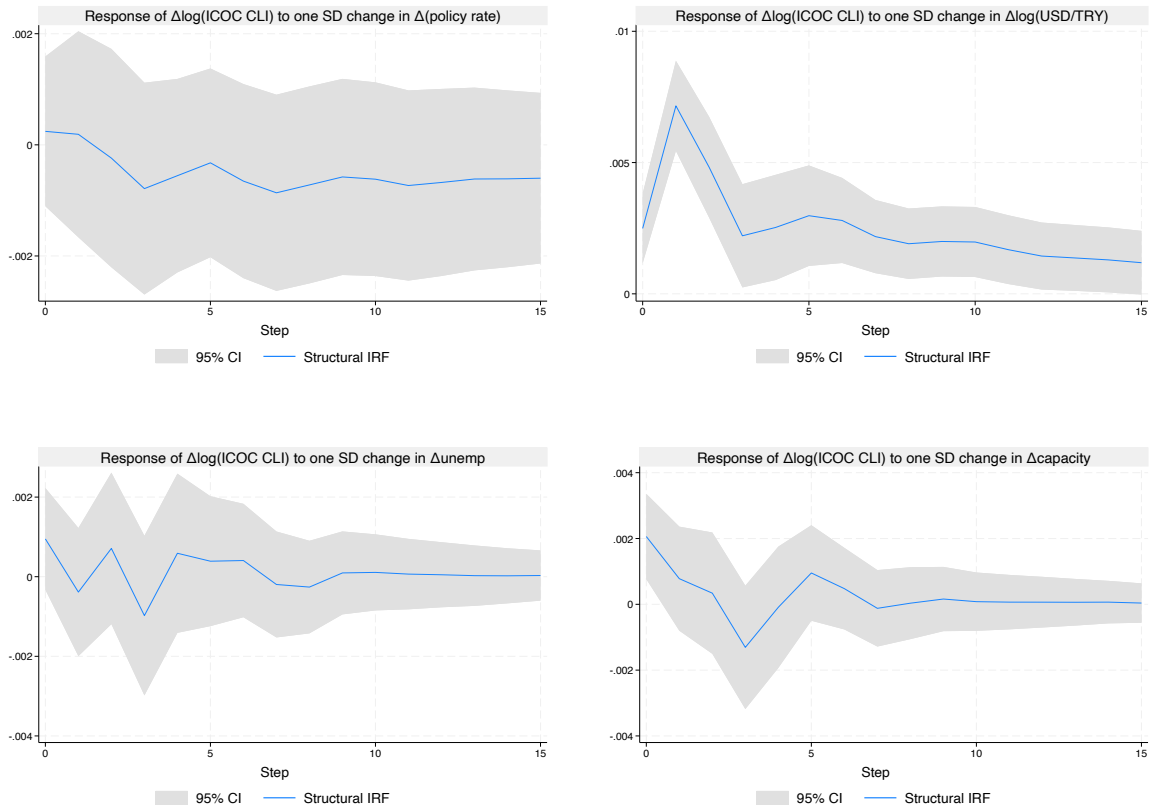 Response of Δlog(ICOC CLI) to one SD change in Δ(policy rate)
.002
0
-.002
0
5
10
15
Step
95% CI
Structural IRF
Response of Δlog(ICOC CLI) to one SD change in Δlog(USD/TRY)
.01
.005
0
0
5
10
15
Step
95% CI
Structural IRF
Response of Δlog(ICOC CLI) to one SD change in Δunemp
.002
0
-.002
-.004
0
5
10
15
Step
95% CI
Structural IRF
Response of Δlog(ICOC CLI) to one SD change in Δcapacity
.004
.002
0
-.002
-.004
0
5
10
15
Step
95% CI
Structural IRF